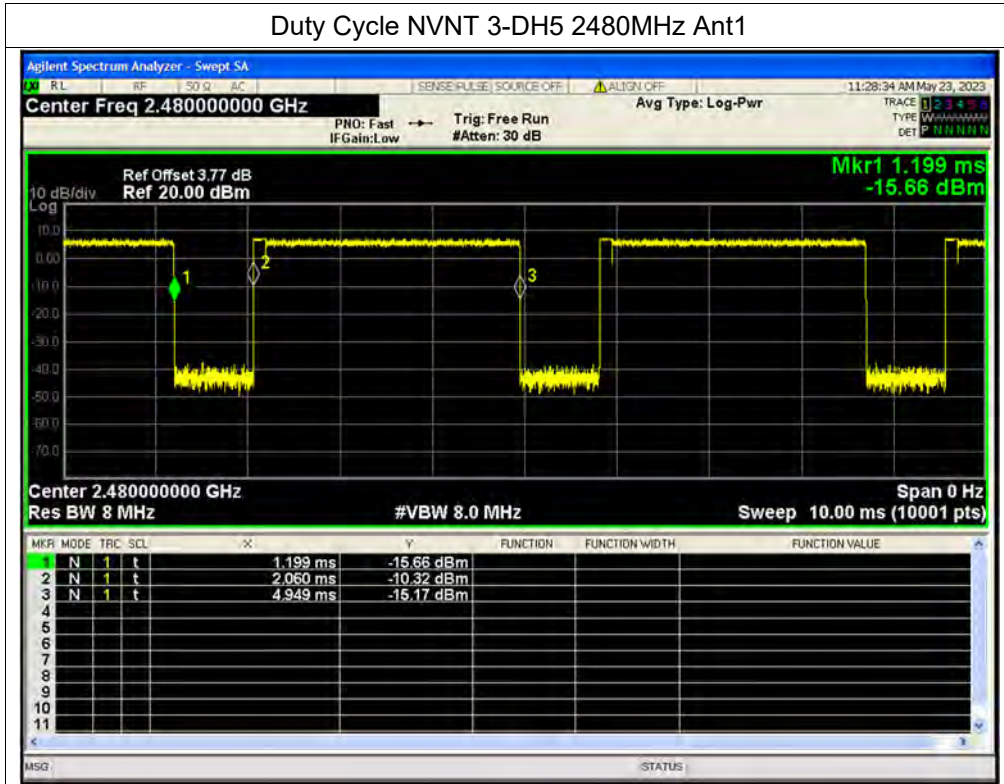 Duty Cycle NVNT 3-DH5 2480MHz Ant1
Agilent Spectrum Analyzer - Swept SA
LXI RL RF 50 Ω AC SENSE:PULSE SOURCE OFF ALIGN OFF 11:28:34 AM May 23, 2023
Center Freq 2.480000000 GHz Avg Type: Log-Pwr TRACE 1 2 3 4 5 6
PNO: Fast Trig: Free Run TYPE W
IFGain:Low #Atten: 30 dB DET P N N N N N
Mkr1 1.199 ms
Ref Offset 3.77 dB
10 dB/div Ref 20.00 dBm -15.66 dBm
Log
10.0
0.00
-10.0
-20.0
-30.0
-40.0
-50.0
-60.0
-70.0
1
2
3
Center 2.480000000 GHz Span 0 Hz
Res BW 8 MHz #VBW 8.0 MHz Sweep 10.00 ms (10001 pts)
MKR MODE TRC SCL X Y FUNCTION FUNCTION WIDTH FUNCTION VALUE
1 N 1 t 1.199 ms -15.66 dBm
2 N 1 t 2.060 ms -10.32 dBm
3 N 1 t 4.949 ms -15.17 dBm
4
5
6
7
8
9
10
11
MSG STATUS